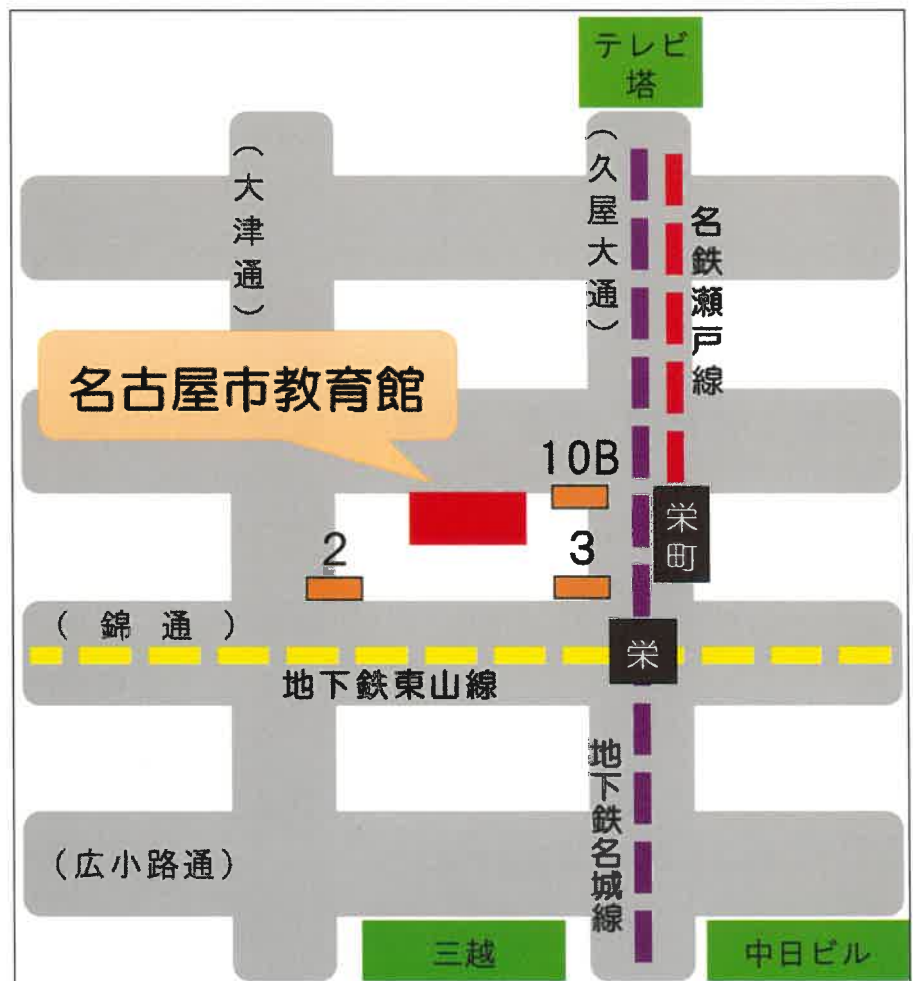 テレビ
塔
(大津通)
(久屋大通)
名鉄瀬戸線
名古屋市教育館
10B
栄町
2
3
(錦通)
栄
地下鉄東山線
地下鉄名城線
(広小路通)
三越
中日ビル